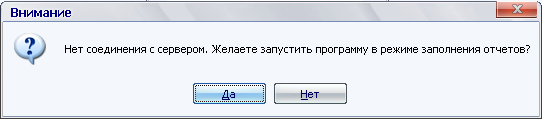 Внимание
Нет соединения с сервером. Желаете запустить программу в режиме заполнения отчетов?
Да
Нет